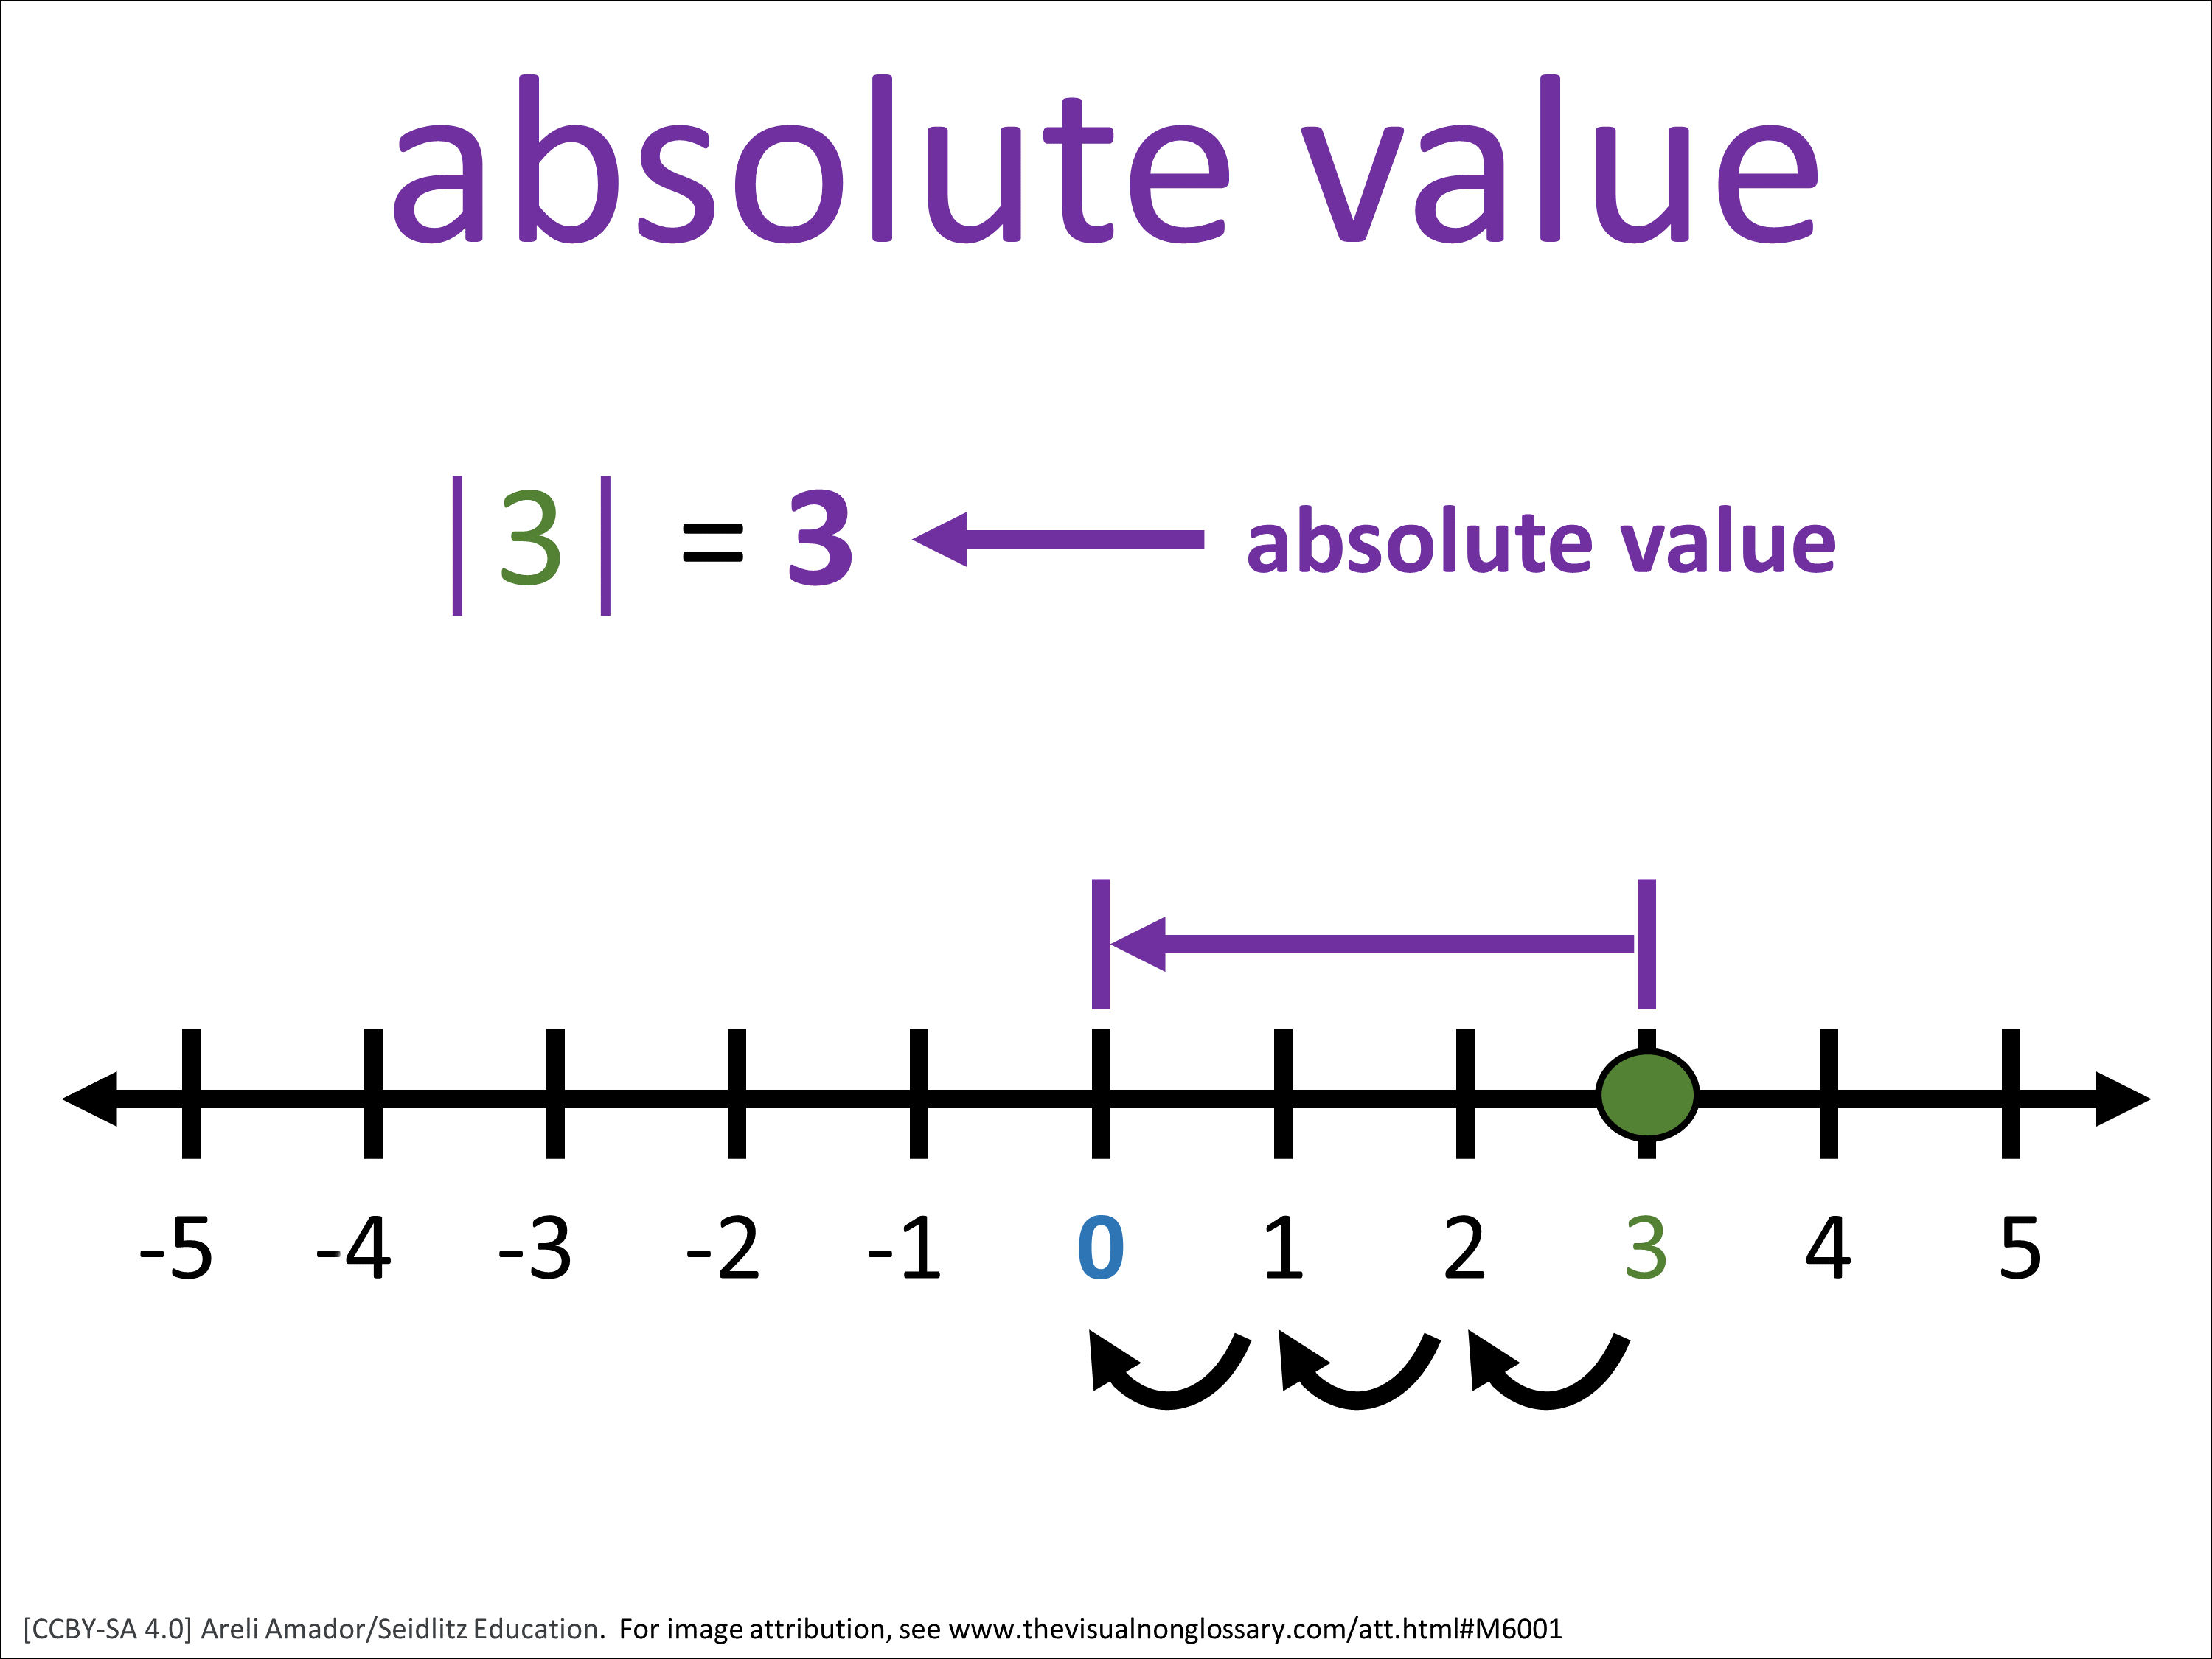 absolute value
|3| = 3 absolute value
-5 -4 -3 -2 -1 0 1 2 3 4 5
[CCBY-SA 4.0] Areli Amador/Seidlitz Education. For image attribution, see www.thevisualnonglossary.com/att.html#M6001